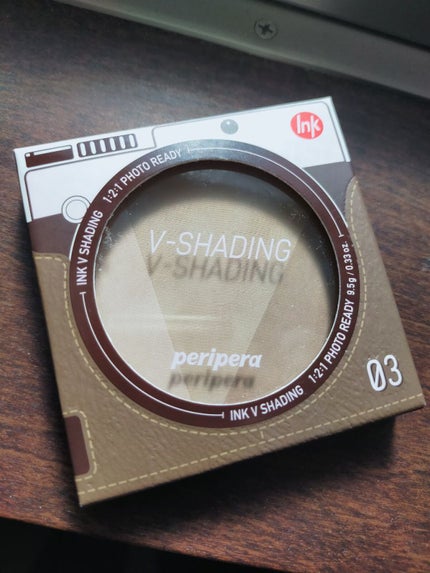 Ink
INK V SHADING 1·2·1 PHOTO READY
V-SHADING
V-SHADING
peripera
peripera
INK V SHADING 1·2·1 PHOTO READY 9.5g / 0.33 oz.
03